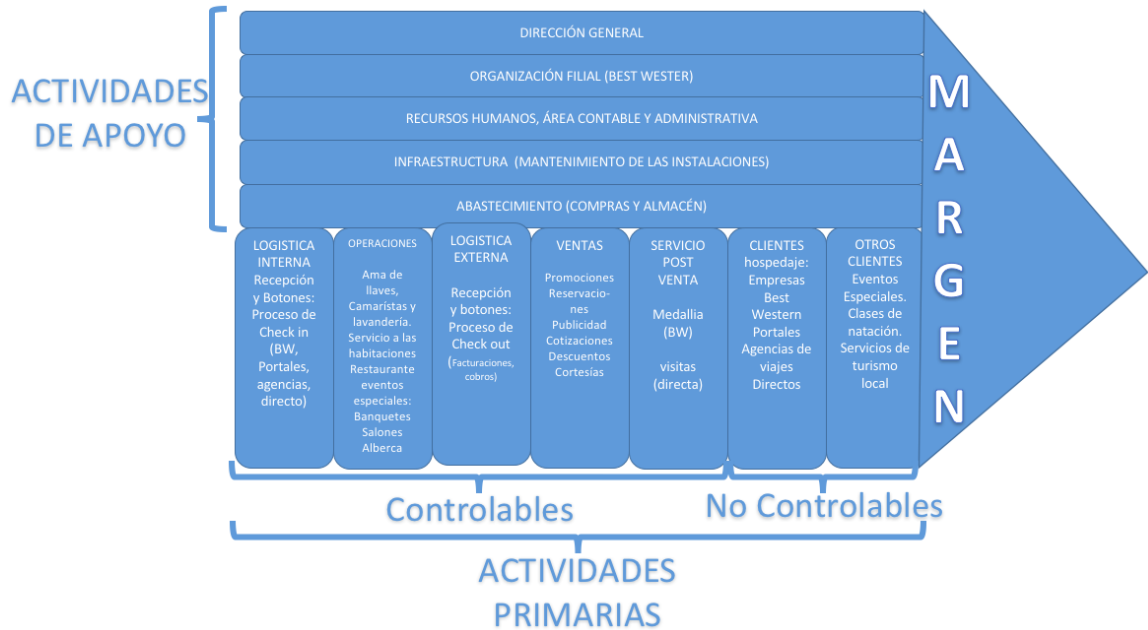 ACTIVIDADES
DE APOYO
DIRECCIÓN GENERAL
ORGANIZACIÓN FILIAL (BEST WESTER)
RECURSOS HUMANOS, ÁREA CONTABLE Y ADMINISTRATIVA
INFRAESTRUCTURA (MANTENIMIENTO DE LAS INSTALACIONES)
ABASTECIMIENTO (COMPRAS Y ALMACÉN)
LOGISTICA
INTERNA
Recepción
y Botones:
Proceso de
Check in
(BW,
Portales,
agencias,
directo)
OPERACIONES
Ama de
llaves,
Camarístas y
lavandería.
Servicio a las
habitaciones
Restaurante
eventos
especiales:
Banquetes
Salones
Alberca
LOGISTICA
EXTERNA
Recepción
y botones:
Proceso de
Check out
(Facturaciones,
cobros)
VENTAS
Promociones
Reservacio-
nes
Publicidad
Cotizaciones
Descuentos
Cortesías
SERVICIO
POST
VENTA
Medallia
(BW)
visitas
(directa)
CLIENTES
hospedaje:
Empresas
Best
Western
Portales
Agencias de
viajes
Directos
OTROS
CLIENTES
Eventos
Especiales.
Clases de
natación.
Servicios de
turismo
local
MARGEN
Controlables
No Controlables
ACTIVIDADES
PRIMARIAS